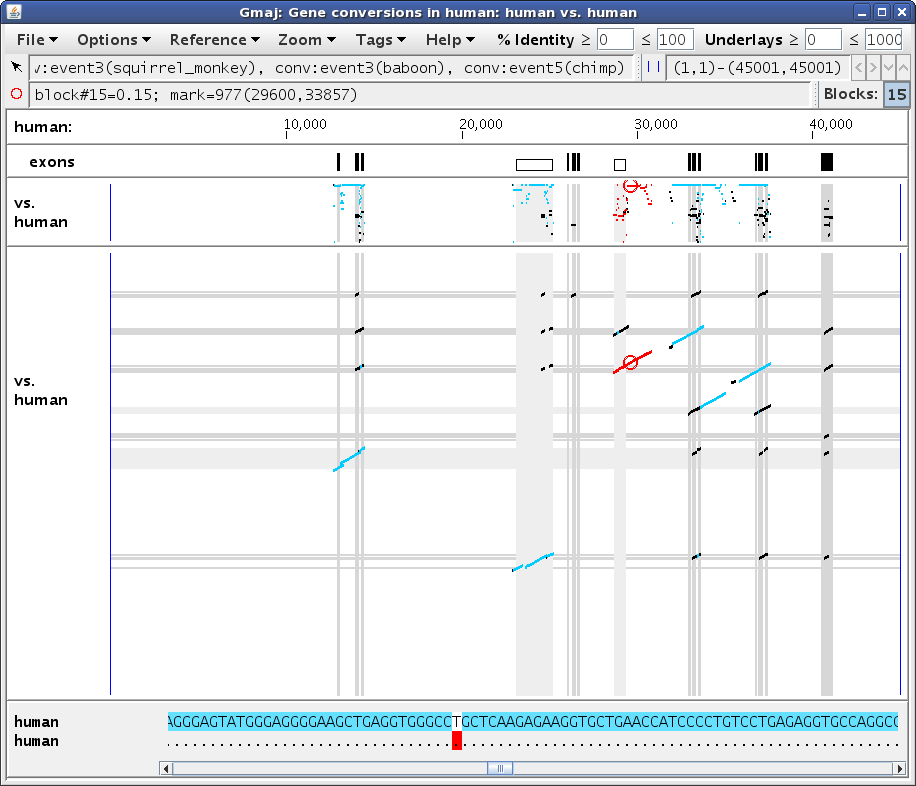 Gmaj: Gene conversions in human: human vs. human
File Options Reference Zoom Tags Help % Identity ≥ 0 ≤ 100 Underlays ≥ 0 ≤ 1000
v:event3(squirrel_monkey), conv:event3(baboon), conv:event5(chimp) (1,1)-(45001,45001)
block#15=0.15; mark=977(29600,33857) Blocks: 15
human: 10,000 20,000 30,000 40,000
exons
vs.
human
vs.
human
human AGGGAGTATGGGAGGGGAAGCTGAGGTGGGCCTGCTCAAGAGAAGGTGCTGAACCATCCCCTGTCCTGAGAGGTGCCAGGCC
human ..................................................................................